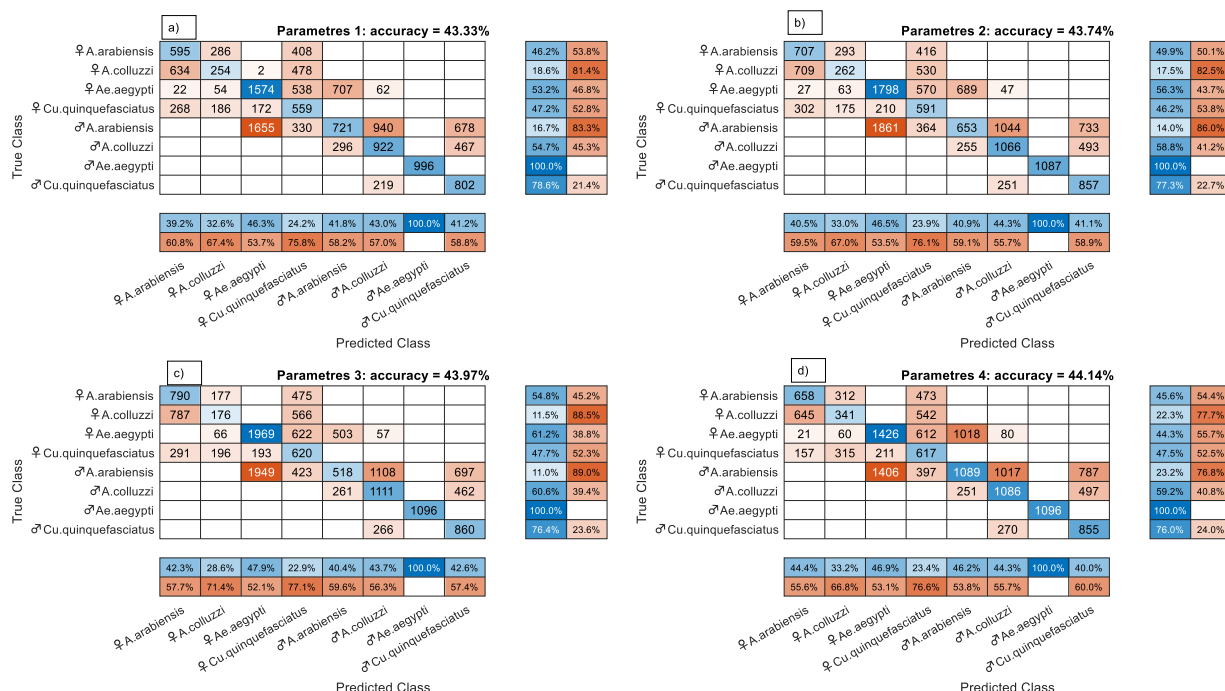 a)
Parametres 1: accuracy = 43.33%
♀A.arabiensis 595 286 408 46.2% 53.8%
♀A.colluzzi 634 254 2 478 18.6% 81.4%
♀Ae.aegypti 22 54 1574 538 707 62 53.2% 46.8%
♀Cu.quinquefasciatus 268 186 172 559 47.2% 52.8%
♂A.arabiensis 1655 330 721 940 678 16.7% 83.3%
♂A.colluzzi 296 922 467 54.7% 45.3%
♂Ae.aegypti 996 100.0%
♂Cu.quinquefasciatus 219 802 78.6% 21.4%
True Class
39.2% 32.6% 46.3% 24.2% 41.8% 43.0% 100.0% 41.2%
60.8% 67.4% 53.7% 75.8% 58.2% 57.0% 58.8%
♀A.arabiensis
♀A.colluzzi
♀Ae.aegypti
♀Cu.quinquefasciatus
♂A.arabiensis
♂A.colluzzi
♂Ae.aegypti
♂Cu.quinquefasciatus
Predicted Class
b)
Parametres 2: accuracy = 43.74%
♀A.arabiensis 707 293 416 49.9% 50.1%
♀A.colluzzi 709 262 530 17.5% 82.5%
♀Ae.aegypti 27 63 1798 570 689 47 56.3% 43.7%
♀Cu.quinquefasciatus 302 175 210 591 46.2% 53.8%
♂A.arabiensis 1861 364 653 1044 733 14.0% 86.0%
♂A.colluzzi 255 1066 493 58.8% 41.2%
♂Ae.aegypti 1087 100.0%
♂Cu.quinquefasciatus 251 857 77.3% 22.7%
True Class
40.5% 33.0% 46.5% 23.9% 40.9% 44.3% 100.0% 41.1%
59.5% 67.0% 53.5% 76.1% 59.1% 55.7% 58.9%
♀A.arabiensis
♀A.colluzzi
♀Ae.aegypti
♀Cu.quinquefasciatus
♂A.arabiensis
♂A.colluzzi
♂Ae.aegypti
♂Cu.quinquefasciatus
Predicted Class
c)
Parametres 3: accuracy = 43.97%
♀A.arabiensis 790 177 475 54.8% 45.2%
♀A.colluzzi 787 176 566 11.5% 88.5%
♀Ae.aegypti 66 1969 622 503 57 61.2% 38.8%
♀Cu.quinquefasciatus 291 196 193 620 47.7% 52.3%
♂A.arabiensis 1949 423 518 1108 697 11.0% 89.0%
♂A.colluzzi 261 1111 462 60.6% 39.4%
♂Ae.aegypti 1096 100.0%
♂Cu.quinquefasciatus 266 860 76.4% 23.6%
True Class
42.3% 28.6% 47.9% 22.9% 40.4% 43.7% 100.0% 42.6%
57.7% 71.4% 52.1% 77.1% 59.6% 56.3% 57.4%
♀A.arabiensis
♀A.colluzzi
♀Ae.aegypti
♀Cu.quinquefasciatus
♂A.arabiensis
♂A.colluzzi
♂Ae.aegypti
♂Cu.quinquefasciatus
Predicted Class
d)
Parametres 4: accuracy = 44.14%
♀A.arabiensis 658 312 473 45.6% 54.4%
♀A.colluzzi 645 341 542 22.3% 77.7%
♀Ae.aegypti 21 60 1426 612 1018 80 44.3% 55.7%
♀Cu.quinquefasciatus 157 315 211 617 47.5% 52.5%
♂A.arabiensis 1406 397 1089 1017 787 23.2% 76.8%
♂A.colluzzi 251 1086 497 59.2% 40.8%
♂Ae.aegypti 1096 100.0%
♂Cu.quinquefasciatus 270 855 76.0% 24.0%
True Class
44.4% 33.2% 46.9% 23.4% 46.2% 44.3% 100.0% 40.0%
55.6% 66.8% 53.1% 76.6% 53.8% 55.7% 60.0%
♀A.arabiensis
♀A.colluzzi
♀Ae.aegypti
♀Cu.quinquefasciatus
♂A.arabiensis
♂A.colluzzi
♂Ae.aegypti
♂Cu.quinquefasciatus
Predicted Class